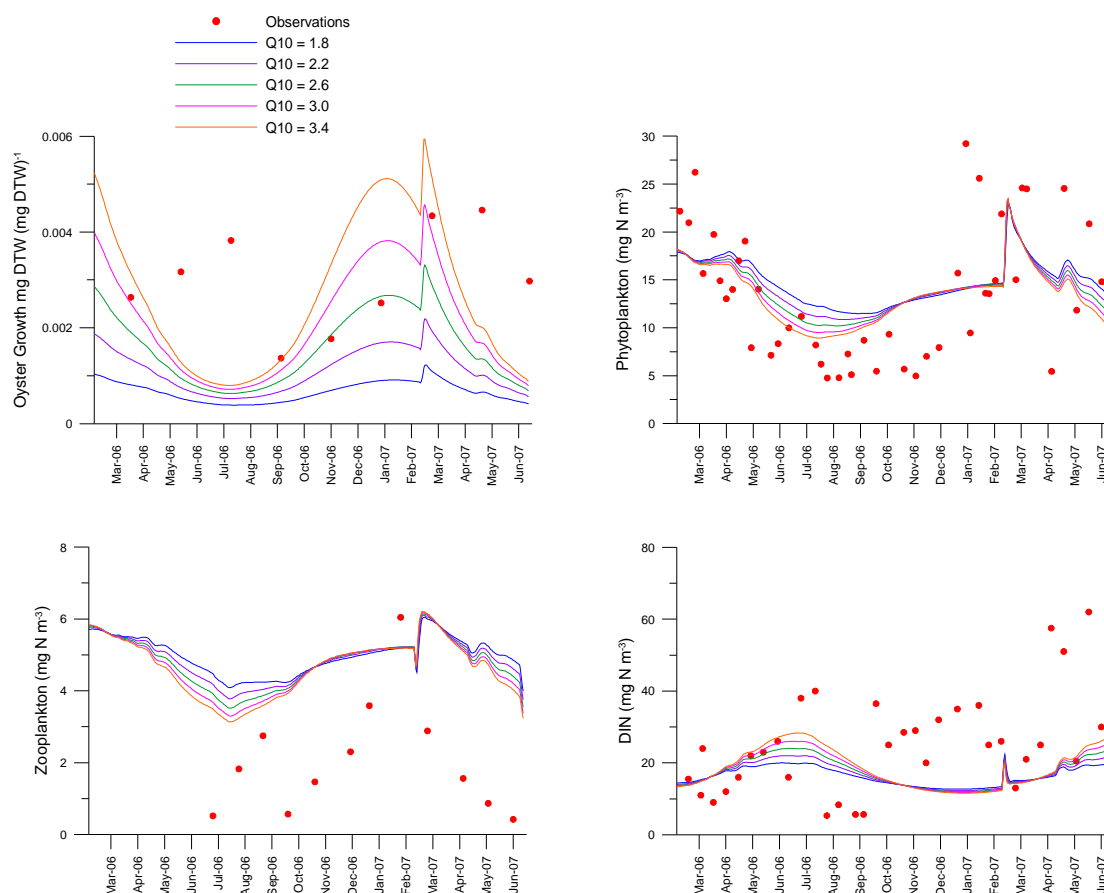 Observations
Q10 = 1.8
Q10 = 2.2
Q10 = 2.6
Q10 = 3.0
Q10 = 3.4
Oyster Growth mg DTW (mg DTW)-1
0.006
0.004
0.002
0
Mar-06
Apr-06
May-06
Jun-06
Jul-06
Aug-06
Sep-06
Oct-06
Nov-06
Dec-06
Jan-07
Feb-07
Mar-07
Apr-07
May-07
Jun-07
Phytoplankton (mg N m-3)
30
25
20
15
10
5
0
Mar-06
Apr-06
May-06
Jun-06
Jul-06
Aug-06
Sep-06
Oct-06
Nov-06
Dec-06
Jan-07
Feb-07
Mar-07
Apr-07
May-07
Jun-07
Zooplankton (mg N m-3)
8
6
4
2
0
Mar-06
Apr-06
May-06
Jun-06
Jul-06
Aug-06
Sep-06
Oct-06
Nov-06
Dec-06
Jan-07
Feb-07
Mar-07
Apr-07
May-07
Jun-07
DIN (mg N m-3)
80
60
40
20
0
Mar-06
Apr-06
May-06
Jun-06
Jul-06
Aug-06
Sep-06
Oct-06
Nov-06
Dec-06
Jan-07
Feb-07
Mar-07
Apr-07
May-07
Jun-07